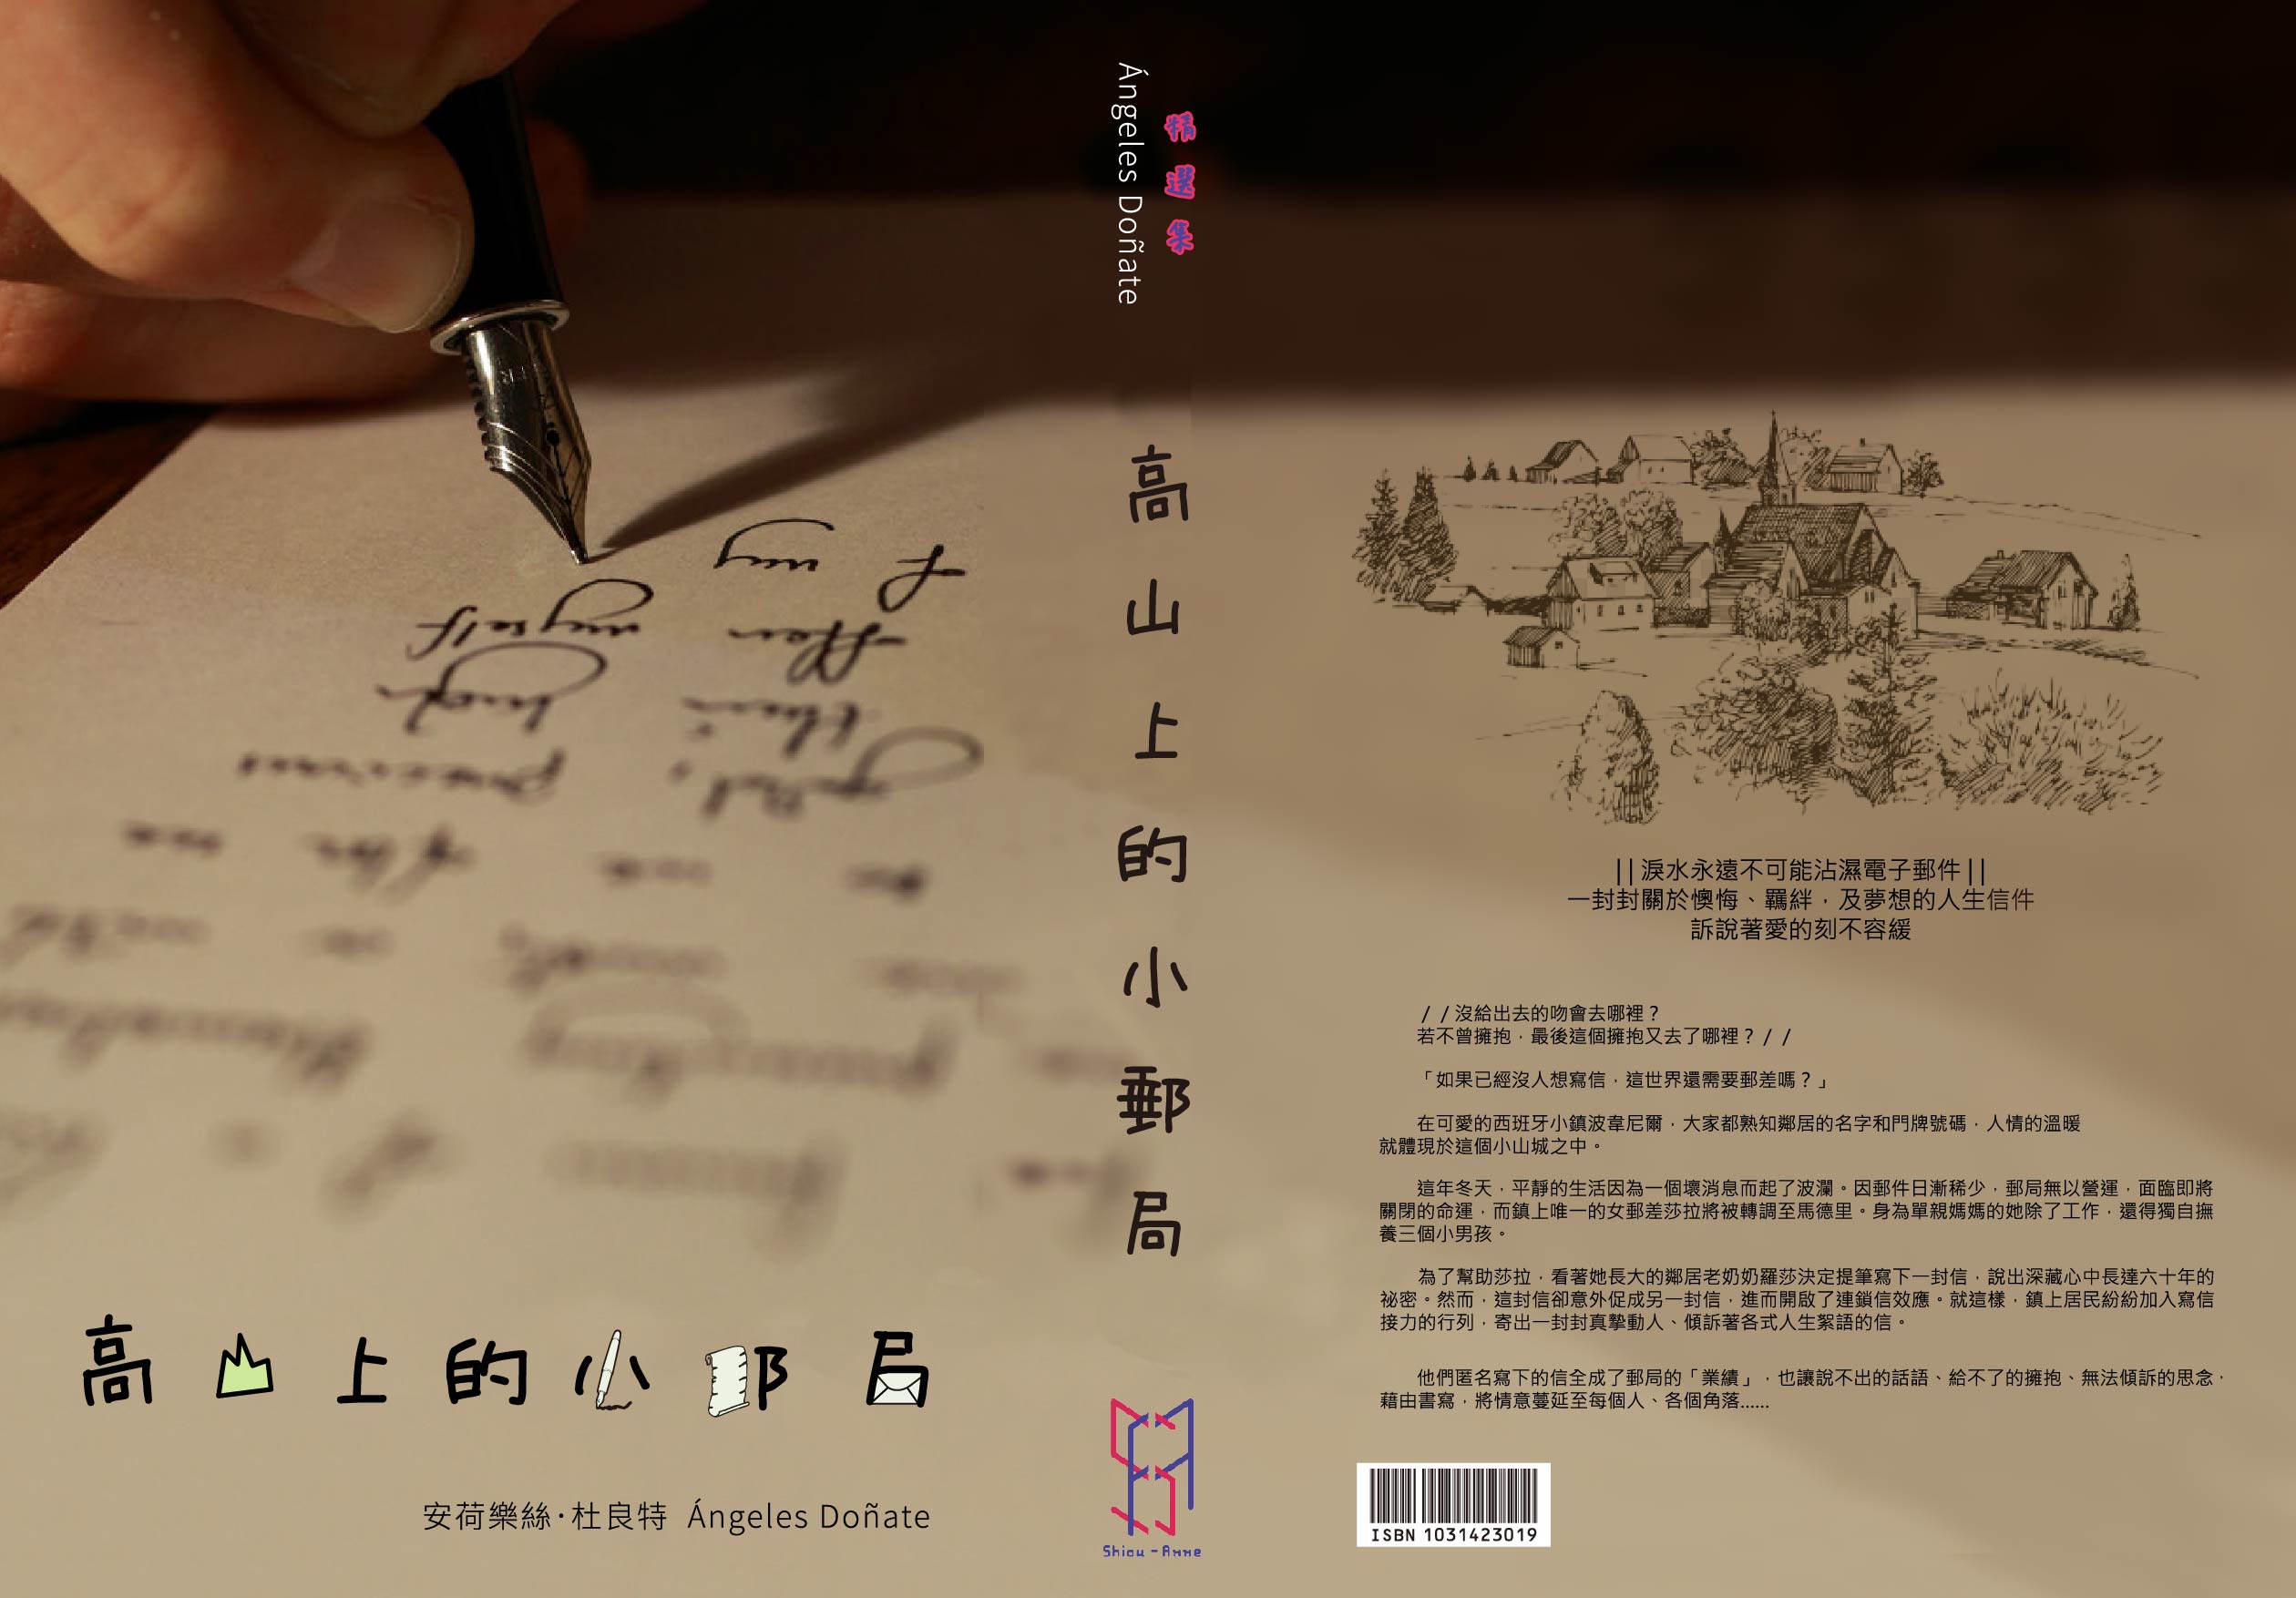 高山上的小郵局
安荷樂絲·杜良特 Ángeles Doñate
Ángeles Doñate
精選集
高山上的小郵局
Shiou-Anne
||淚水永遠不可能沾濕電子郵件||
一封封關於懊悔、羈絆，及夢想的人生信件
訴說著愛的刻不容緩
//沒給出去的吻會去哪裡？
若不曾擁抱，最後這個擁抱又去了哪裡？//
「如果已經沒人想寫信，這世界還需要郵差嗎？」
在可愛的西班牙小鎮波韋尼爾，大家都熟知鄰居的名字和門牌號碼，人情的溫暖
就體現於這個小山城之中。
這年冬天，平靜的生活因為一個壞消息而起了波瀾。因郵件日漸稀少，郵局無以營運，面臨即將
關閉的命運，而鎮上唯一的女郵差莎拉將被轉調至馬德里。身為單親媽媽的她除了工作，還得獨自撫
養三個小男孩。
為了幫助莎拉，看著她長大的鄰居老奶奶羅莎決定提筆寫下一封信，說出深藏心中長達六十年的
祕密。然而，這封信卻意外促成另一封信，進而開啟了連鎖信效應。就這樣，鎮上居民紛紛加入寫信
接力的行列，寄出一封封真摯動人、傾訴著各式人生絮語的信。
他們匿名寫下的信全成了郵局的「業績」，也讓說不出的話語、給不了的擁抱、無法傾訴的思念，
藉由書寫，將情意蔓延至每個人、各個角落......
ISBN 1031423019